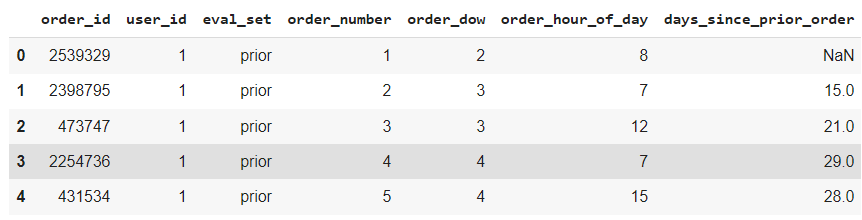 order_id user_id eval_set order_number order_dow order_hour_of_day days_since_prior_order
0 2539329 1 prior 1 2 8 NaN
1 2398795 1 prior 2 3 7 15.0
2 473747 1 prior 3 3 12 21.0
3 2254736 1 prior 4 4 7 29.0
4 431534 1 prior 5 4 15 28.0